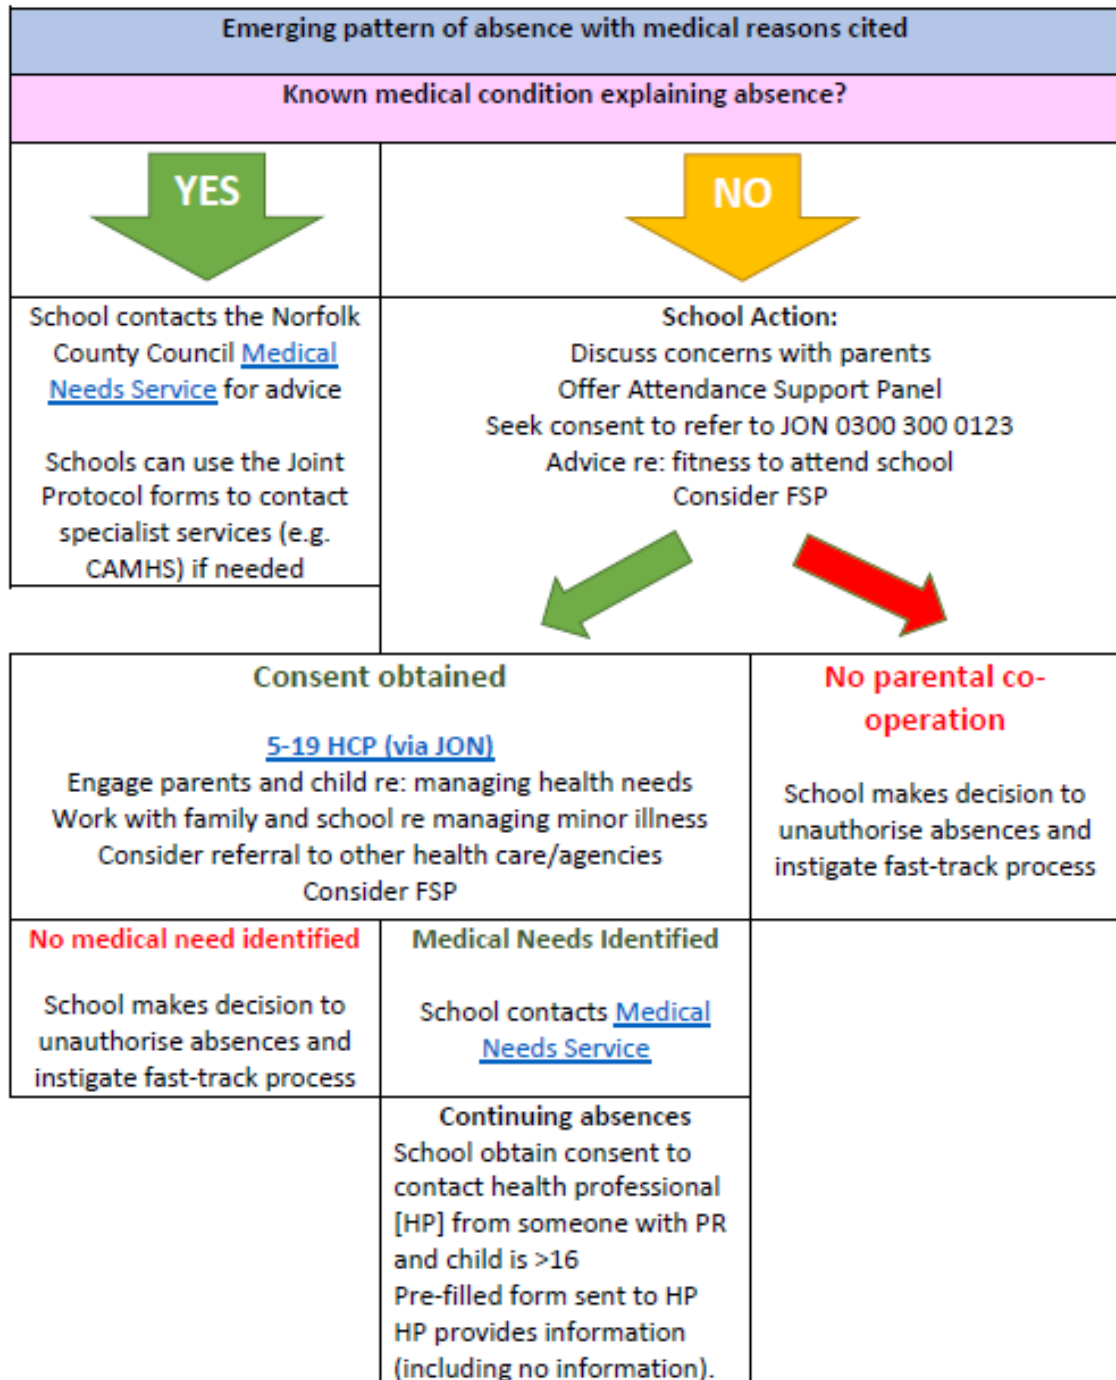 Emerging pattern of absence with medical reasons cited
Known medical condition explaining absence?
YES
NO
School contacts the Norfolk
County Council Medical
Needs Service for advice
Schools can use the Joint
Protocol forms to contact
specialist services (e.g.
CAMHS) if needed
School Action:
Discuss concerns with parents
Offer Attendance Support Panel
Seek consent to refer to JON 0300 300 0123
Advice re: fitness to attend school
Consider FSP
Consent obtained
5-19 HCP (via JON)
Engage parents and child re: managing health needs
Work with family and school re managing minor illness
Consider referral to other health care/agencies
Consider FSP
No parental co-
operation
School makes decision to
unauthorise absences and
instigate fast-track process
No medical need identified
School makes decision to
unauthorise absences and
instigate fast-track process
Medical Needs Identified
School contacts Medical
Needs Service
Continuing absences
School obtain consent to
contact health professional
[HP] from someone with PR
and child is >16
Pre-filled form sent to HP
HP provides information
(including no information).